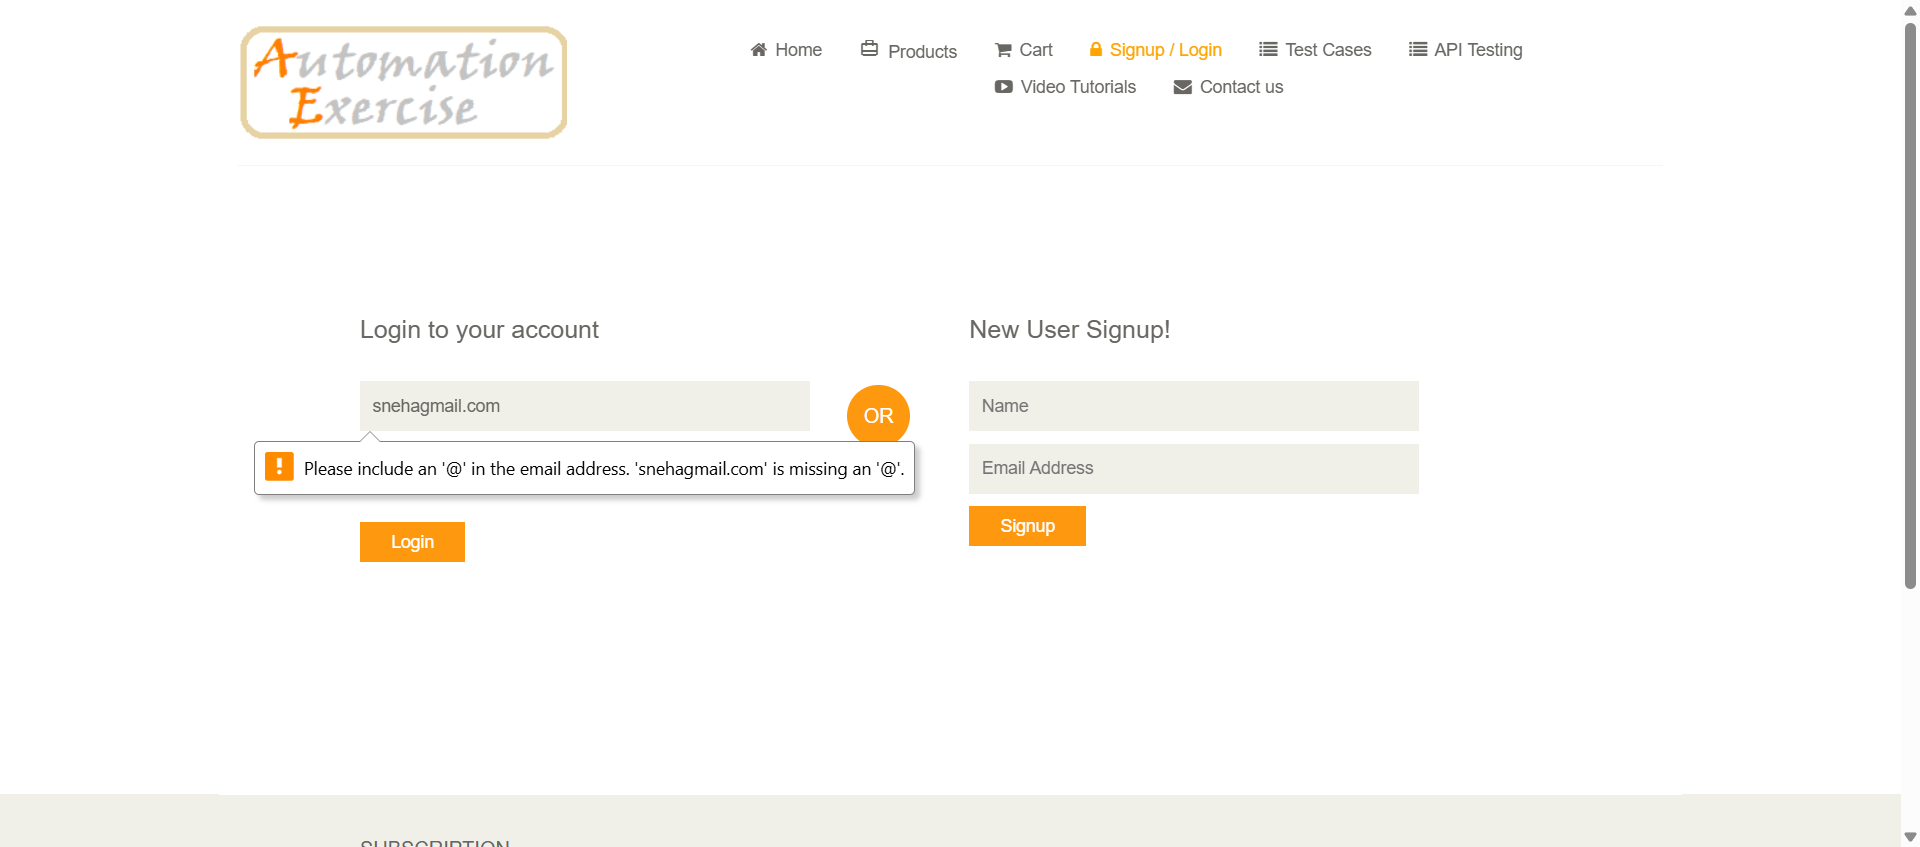 Automation
Exercise
Home Products Cart Signup / Login Test Cases API Testing
Video Tutorials Contact us
Login to your account
snehagmail.com
Please include an '@' in the email address. 'snehagmail.com' is missing an '@'.
Login
OR
New User Signup!
Name
Email Address
Signup
SUBSCRIPTION